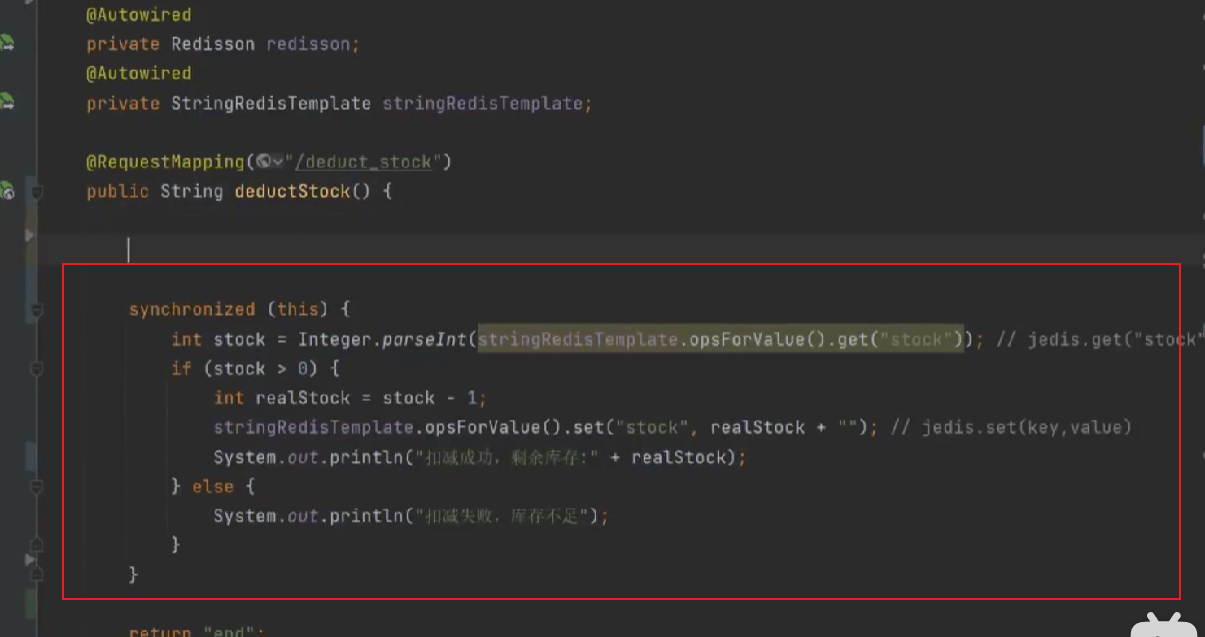 @Autowired
private Redisson redisson;
@Autowired
private StringRedisTemplate stringRedisTemplate;
@RequestMapping("/deduct_stock")
public String deductStock() {
synchronized (this) {
int stock = Integer.parseInt(stringRedisTemplate.opsForValue().get("stock")); // jedis.get("stock"
if (stock > 0) {
int realStock = stock - 1;
stringRedisTemplate.opsForValue().set("stock", realStock + ""); // jedis.set(key,value)
System.out.println("扣减成功，剩余库存:" + realStock);
} else {
System.out.println("扣减失败，库存不足");
}
}
return "end";